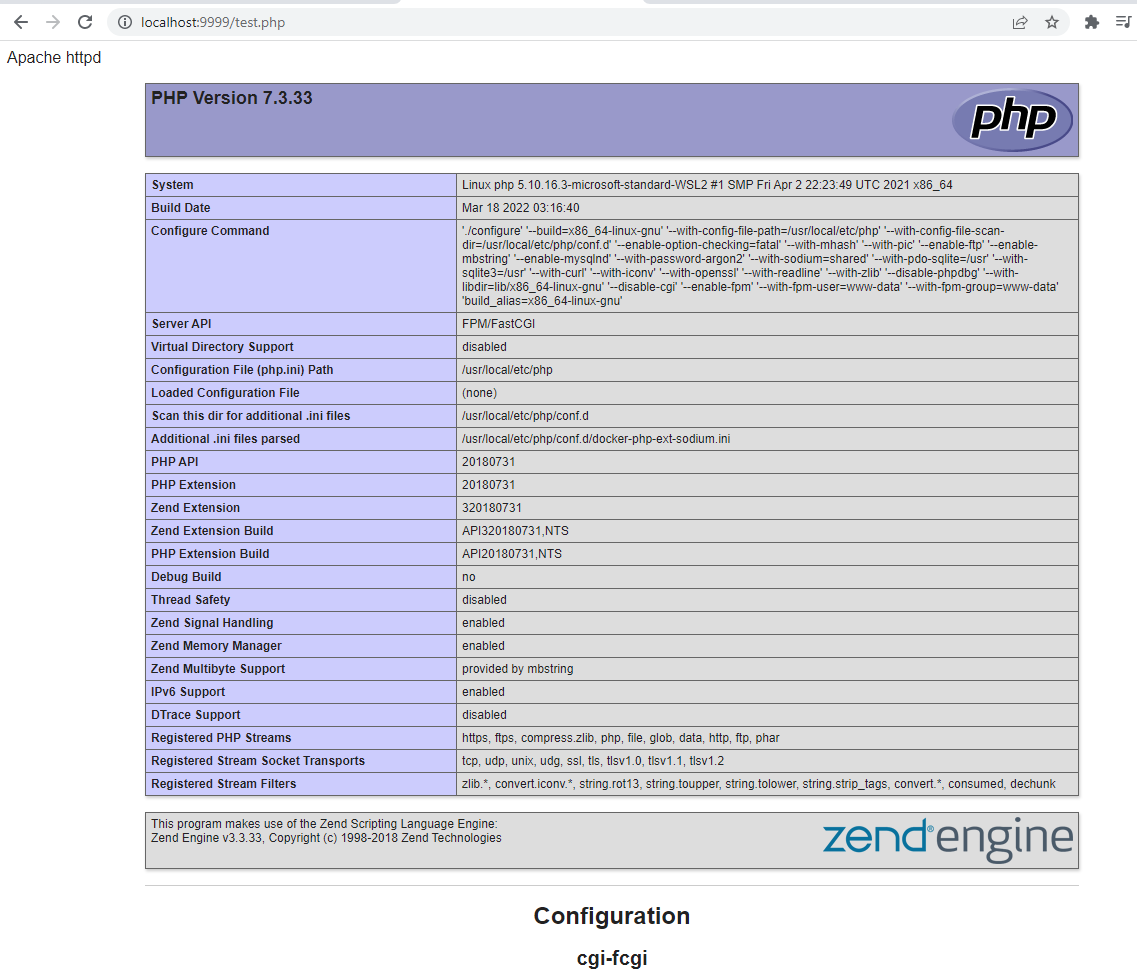 localhost:9999/test.php
Apache httpd
PHP Version 7.3.33
php
System Linux php 5.10.16.3-microsoft-standard-WSL2 #1 SMP Fri Apr 2 22:23:49 UTC 2021 x86_64
Build Date Mar 18 2022 03:16:40
Configure Command './configure' '--build=x86_64-linux-gnu' '--with-config-file-path=/usr/local/etc/php' '--with-config-file-scan-
dir=/usr/local/etc/php/conf.d' '--enable-option-checking=fatal' '--with-mhash' '--with-pic' '--enable-ftp' '--enable-
mbstring' '--enable-mysqlnd' '--with-password-argon2' '--with-sodium=shared' '--with-pdo-sqlite=/usr' '--with-
sqlite3=/usr' '--with-curl' '--with-iconv' '--with-openssl' '--with-readline' '--with-zlib' '--disable-phpdbg' '--with-
libdir=lib/x86_64-linux-gnu' '--disable-cgi' '--enable-fpm' '--with-fpm-user=www-data' '--with-fpm-group=www-data'
'build_alias=x86_64-linux-gnu'
Server API FPM/FastCGI
Virtual Directory Support disabled
Configuration File (php.ini) Path /usr/local/etc/php
Loaded Configuration File (none)
Scan this dir for additional .ini files /usr/local/etc/php/conf.d
Additional .ini files parsed /usr/local/etc/php/conf.d/docker-php-ext-sodium.ini
PHP API 20180731
PHP Extension 20180731
Zend Extension 320180731
Zend Extension Build API320180731,NTS
PHP Extension Build API20180731,NTS
Debug Build no
Thread Safety disabled
Zend Signal Handling enabled
Zend Memory Manager enabled
Zend Multibyte Support provided by mbstring
IPv6 Support enabled
DTrace Support disabled
Registered PHP Streams https, ftps, compress.zlib, php, file, glob, data, http, ftp, phar
Registered Stream Socket Transports tcp, udp, unix, udg, ssl, tls, tlsv1.0, tlsv1.1, tlsv1.2
Registered Stream Filters zlib.*, convert.iconv.*, string.rot13, string.toupper, string.tolower, string.strip_tags, convert.*, consumed, dechunk
This program makes use of the Zend Scripting Language Engine:
Zend Engine v3.3.33, Copyright (c) 1998-2018 Zend Technologies
zend® engine
Configuration
cgi-fcgi